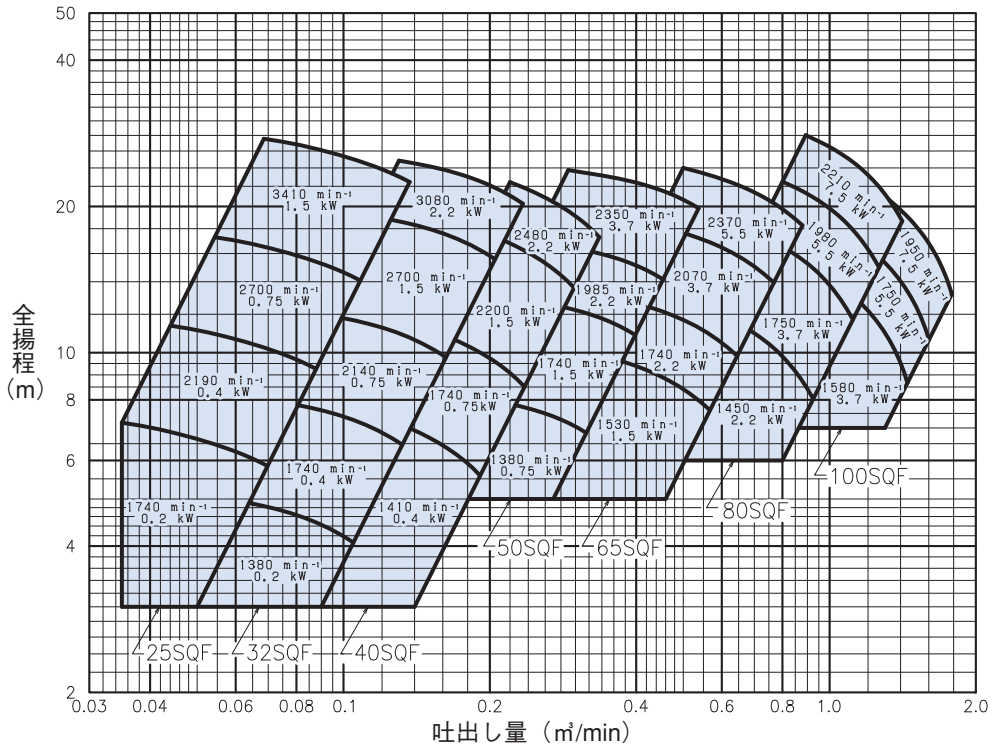 50
40
20
10
8
6
4
2
全揚程
(m)
3410 min⁻¹
1.5 kW
2700 min⁻¹
0.75 kW
2190 min⁻¹
0.4 kW
1740 min⁻¹
0.2 kW
3080 min⁻¹
2.2 kW
2700 min⁻¹
1.5 kW
2140 min⁻¹
0.75 kW
1740 min⁻¹
0.4 kW
1380 min⁻¹
0.2 kW
2480 min⁻¹
2.2 kW
2200 min⁻¹
1.5 kW
1740 min⁻¹
0.75kW
1410 min⁻¹
0.4 kW
2350 min⁻¹
3.7 kW
1985 min⁻¹
2.2 kW
1740 min⁻¹
1.5 kW
1380 min⁻¹
0.75 kW
2370 min⁻¹
5.5 kW
2070 min⁻¹
3.7 kW
1740 min⁻¹
2.2 kW
1530 min⁻¹
1.5 kW
2210 min⁻¹
7.5 kW
1980 min⁻¹
5.5 kW
1750 min⁻¹
3.7 kW
1450 min⁻¹
2.2 kW
1950 min⁻¹
7.5 kW
1750 min⁻¹
5.5 kW
1580 min⁻¹
3.7 kW
25SQF
32SQF
40SQF
50SQF
65SQF
80SQF
100SQF
0.03 0.04 0.06 0.08 0.1 0.2 0.4 0.6 0.8 1.0 2.0
吐出し量（㎥/min）